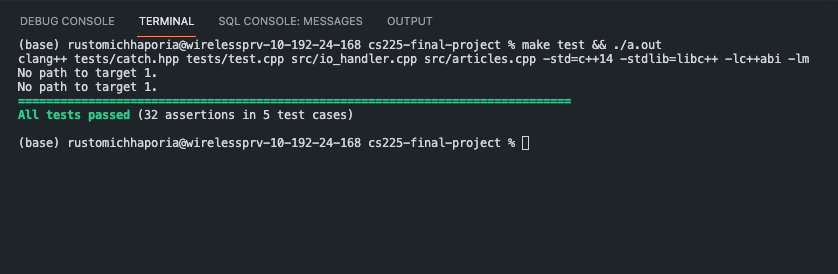 DEBUG CONSOLE TERMINAL SQL CONSOLE: MESSAGES OUTPUT
(base) rustomichhaporia@wirelessprv-10-192-24-168 cs225-final-project % make test && ./a.out
clang++ tests/catch.hpp tests/test.cpp src/io_handler.cpp src/articles.cpp -std=c++14 -stdlib=libc++ -lc++abi -lm
No path to target 1.
No path to target 1.
===============================================================================
All tests passed (32 assertions in 5 test cases)
(base) rustomichhaporia@wirelessprv-10-192-24-168 cs225-final-project %